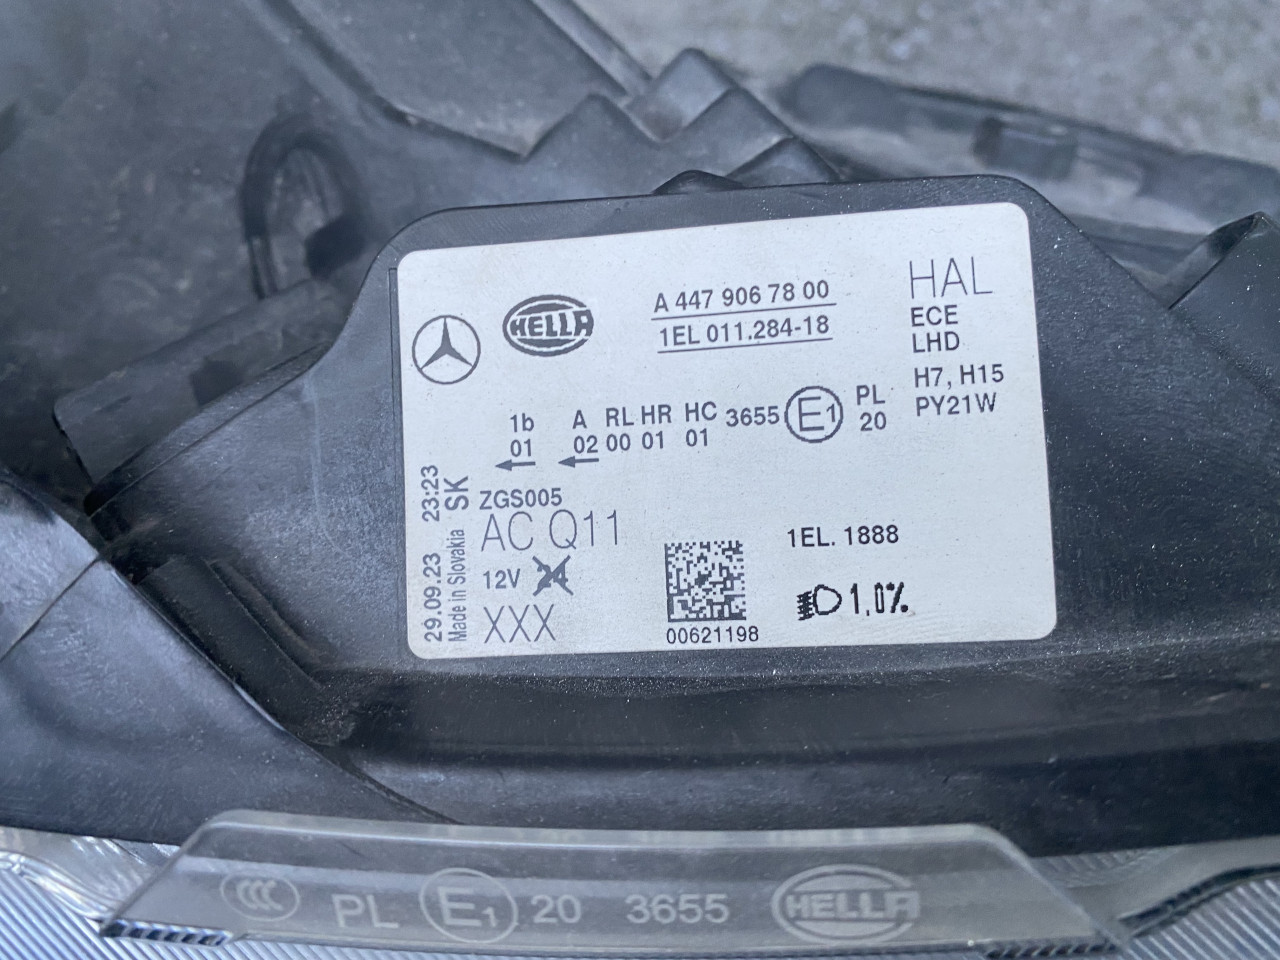 HELLA
A 447 906 78 00
1EL 011.284-18
HAL
ECE
LHD
H7, H15
PY21W
1b A RL HR HC 3655 E1 PL
01 02 00 01 01 20
29.09.23 23:23
Made in Slovakia SK
ZGS005
AC Q11
12V 24
XXX
00621198
1EL. 1888
1.0%
CCC PL E1 20 3655 HELLA